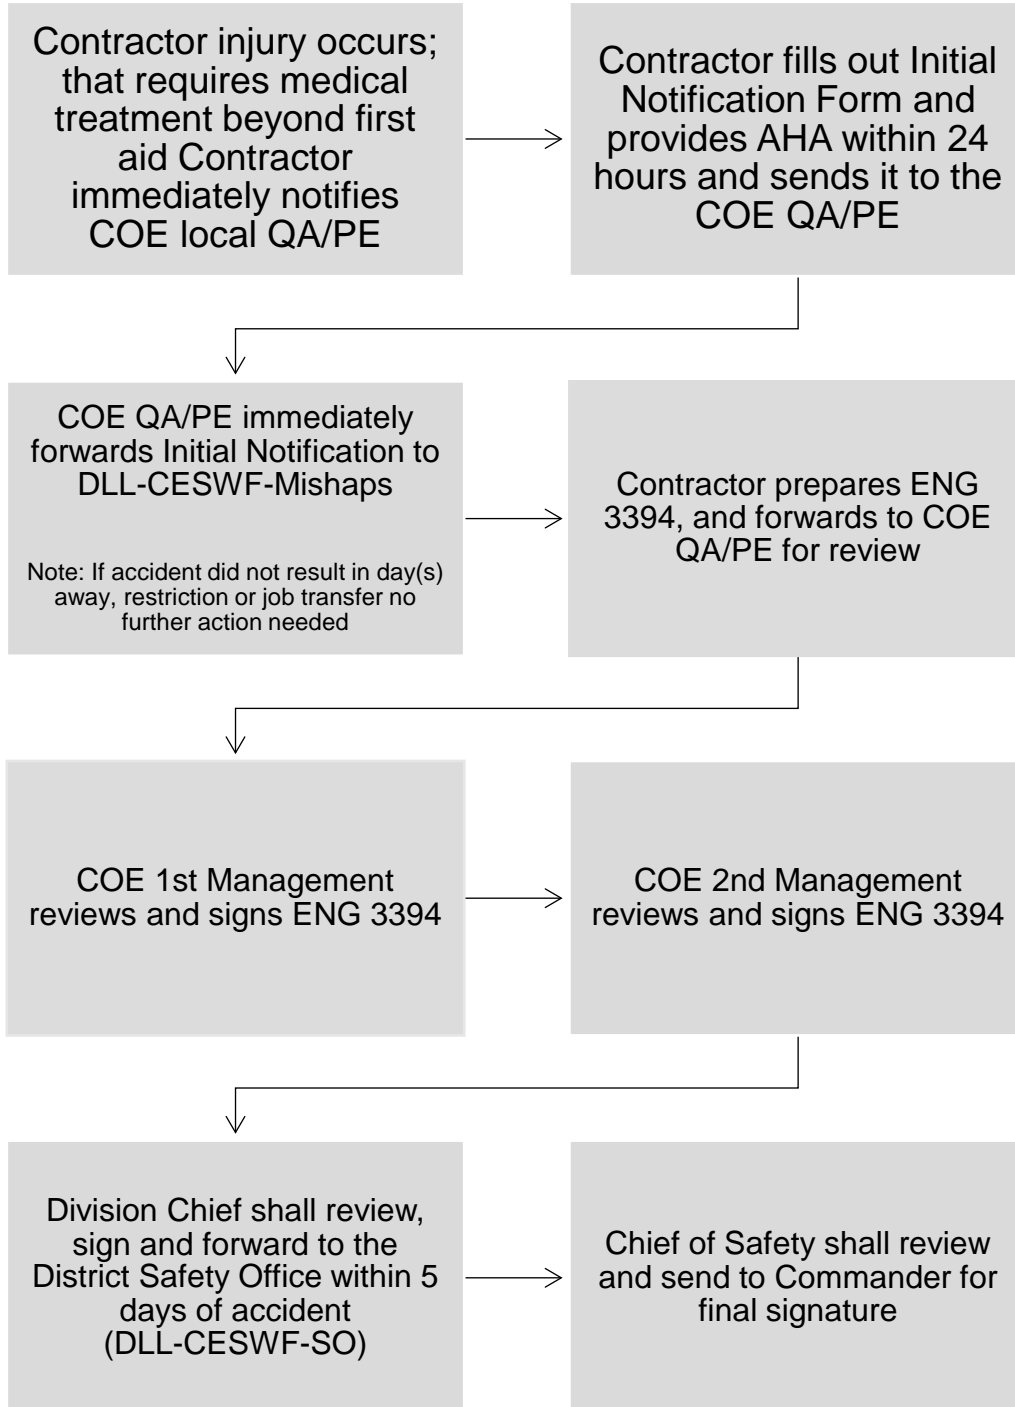 Contractor injury occurs;
that requires medical
treatment beyond first
aid Contractor
immediately notifies
COE local QA/PE
Contractor fills out Initial
Notification Form and
provides AHA within 24
hours and sends it to the
COE QA/PE
COE QA/PE immediately
forwards Initial Notification to
DLL-CESWF-Mishaps
Note: If accident did not result in day(s)
away, restriction or job transfer no
further action needed
Contractor prepares ENG
3394, and forwards to COE
QA/PE for review
COE 1st Management
reviews and signs ENG 3394
COE 2nd Management
reviews and signs ENG 3394
Division Chief shall review,
sign and forward to the
District Safety Office within 5
days of accident
(DLL-CESWF-SO)
Chief of Safety shall review
and send to Commander for
final signature